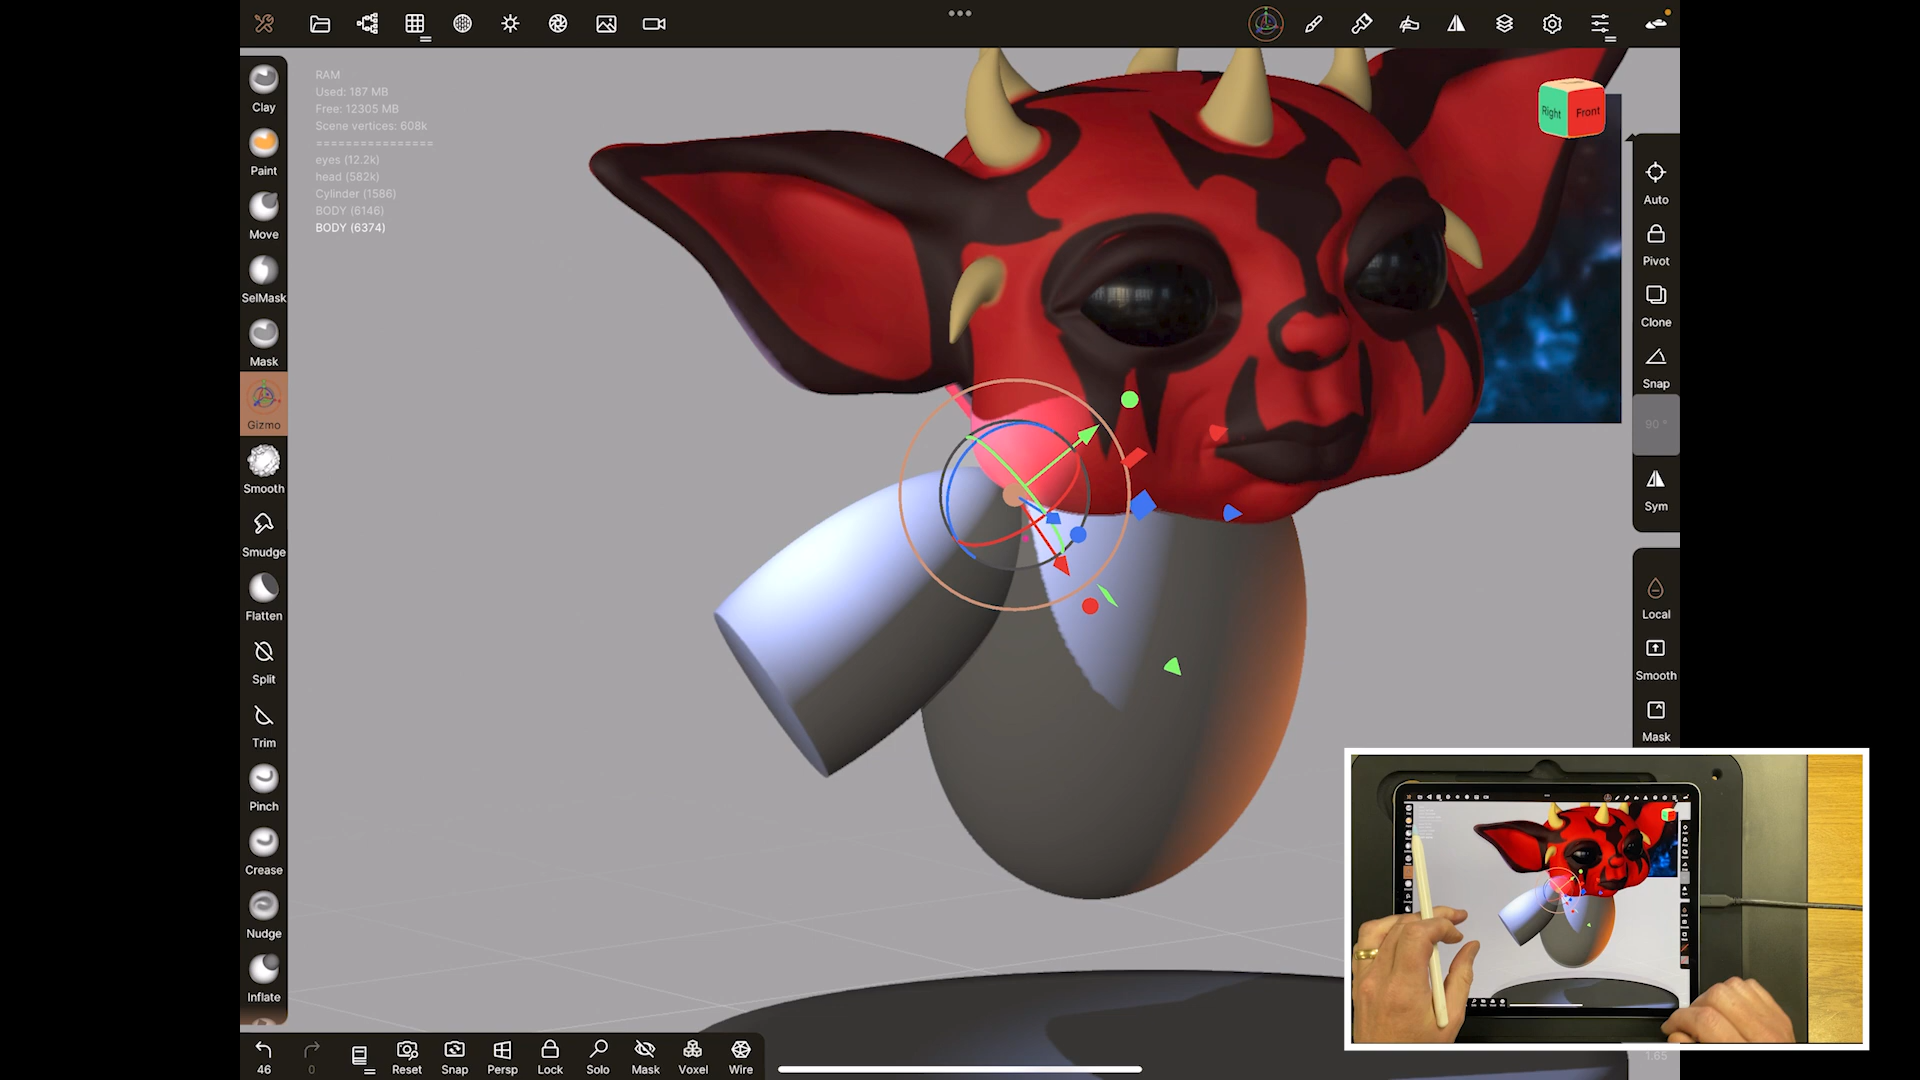 RAM
Used: 187 MB
Free: 12305 MB
Scene vertices: 608k
================
eyes (12.2k)
head (582k)
Cylinder (1586)
BODY (6146)
BODY (6374)
Clay
Paint
Move
SelMask
Mask
Gizmo
Smooth
Smudge
Flatten
Split
Trim
Pinch
Crease
Nudge
Inflate
Right
Front
Auto
Pivot
Clone
Snap
90 °
Sym
Local
Smooth
Mask
1.65
46
0
Reset
Snap
Persp
Lock
Solo
Mask
Voxel
Wire